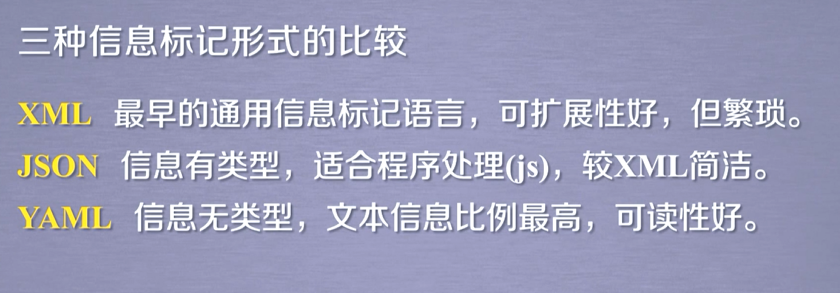 三种信息标记形式的比较
XML 最早的通用信息标记语言，可扩展性好，但繁琐。
JSON 信息有类型，适合程序处理(js)，较XML简洁。
YAML 信息无类型，文本信息比例最高，可读性好。